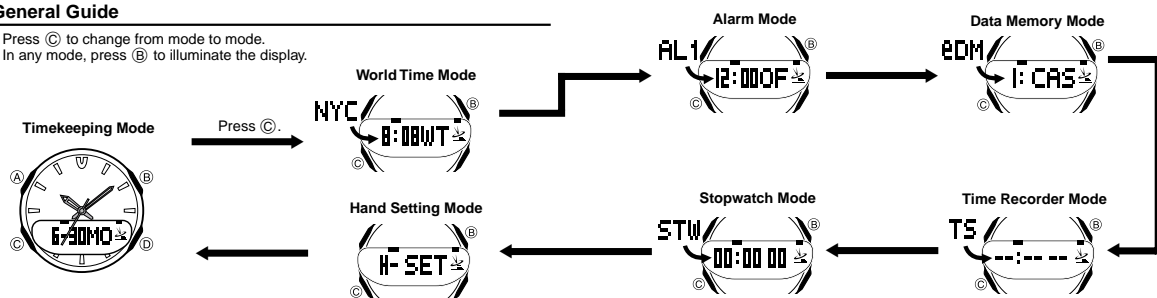 General Guide
Press Ⓒ to change from mode to mode.
In any mode, press Ⓑ to illuminate the display.
Alarm Mode
Data Memory Mode
AL1
Ⓑ
12:00OF
Ⓒ
eDM
Ⓑ
1: CAS
Ⓒ
World Time Mode
NYC
Ⓑ
8:08WT
Ⓒ
Timekeeping Mode
Press Ⓒ.
Ⓐ
Ⓑ
6-30MO
Ⓒ
Ⓓ
Hand Setting Mode
Ⓑ
H- SET
Ⓒ
Stopwatch Mode
STW
Ⓑ
00:00 00
Ⓒ
Time Recorder Mode
TS
Ⓑ
--:-- --
Ⓒ